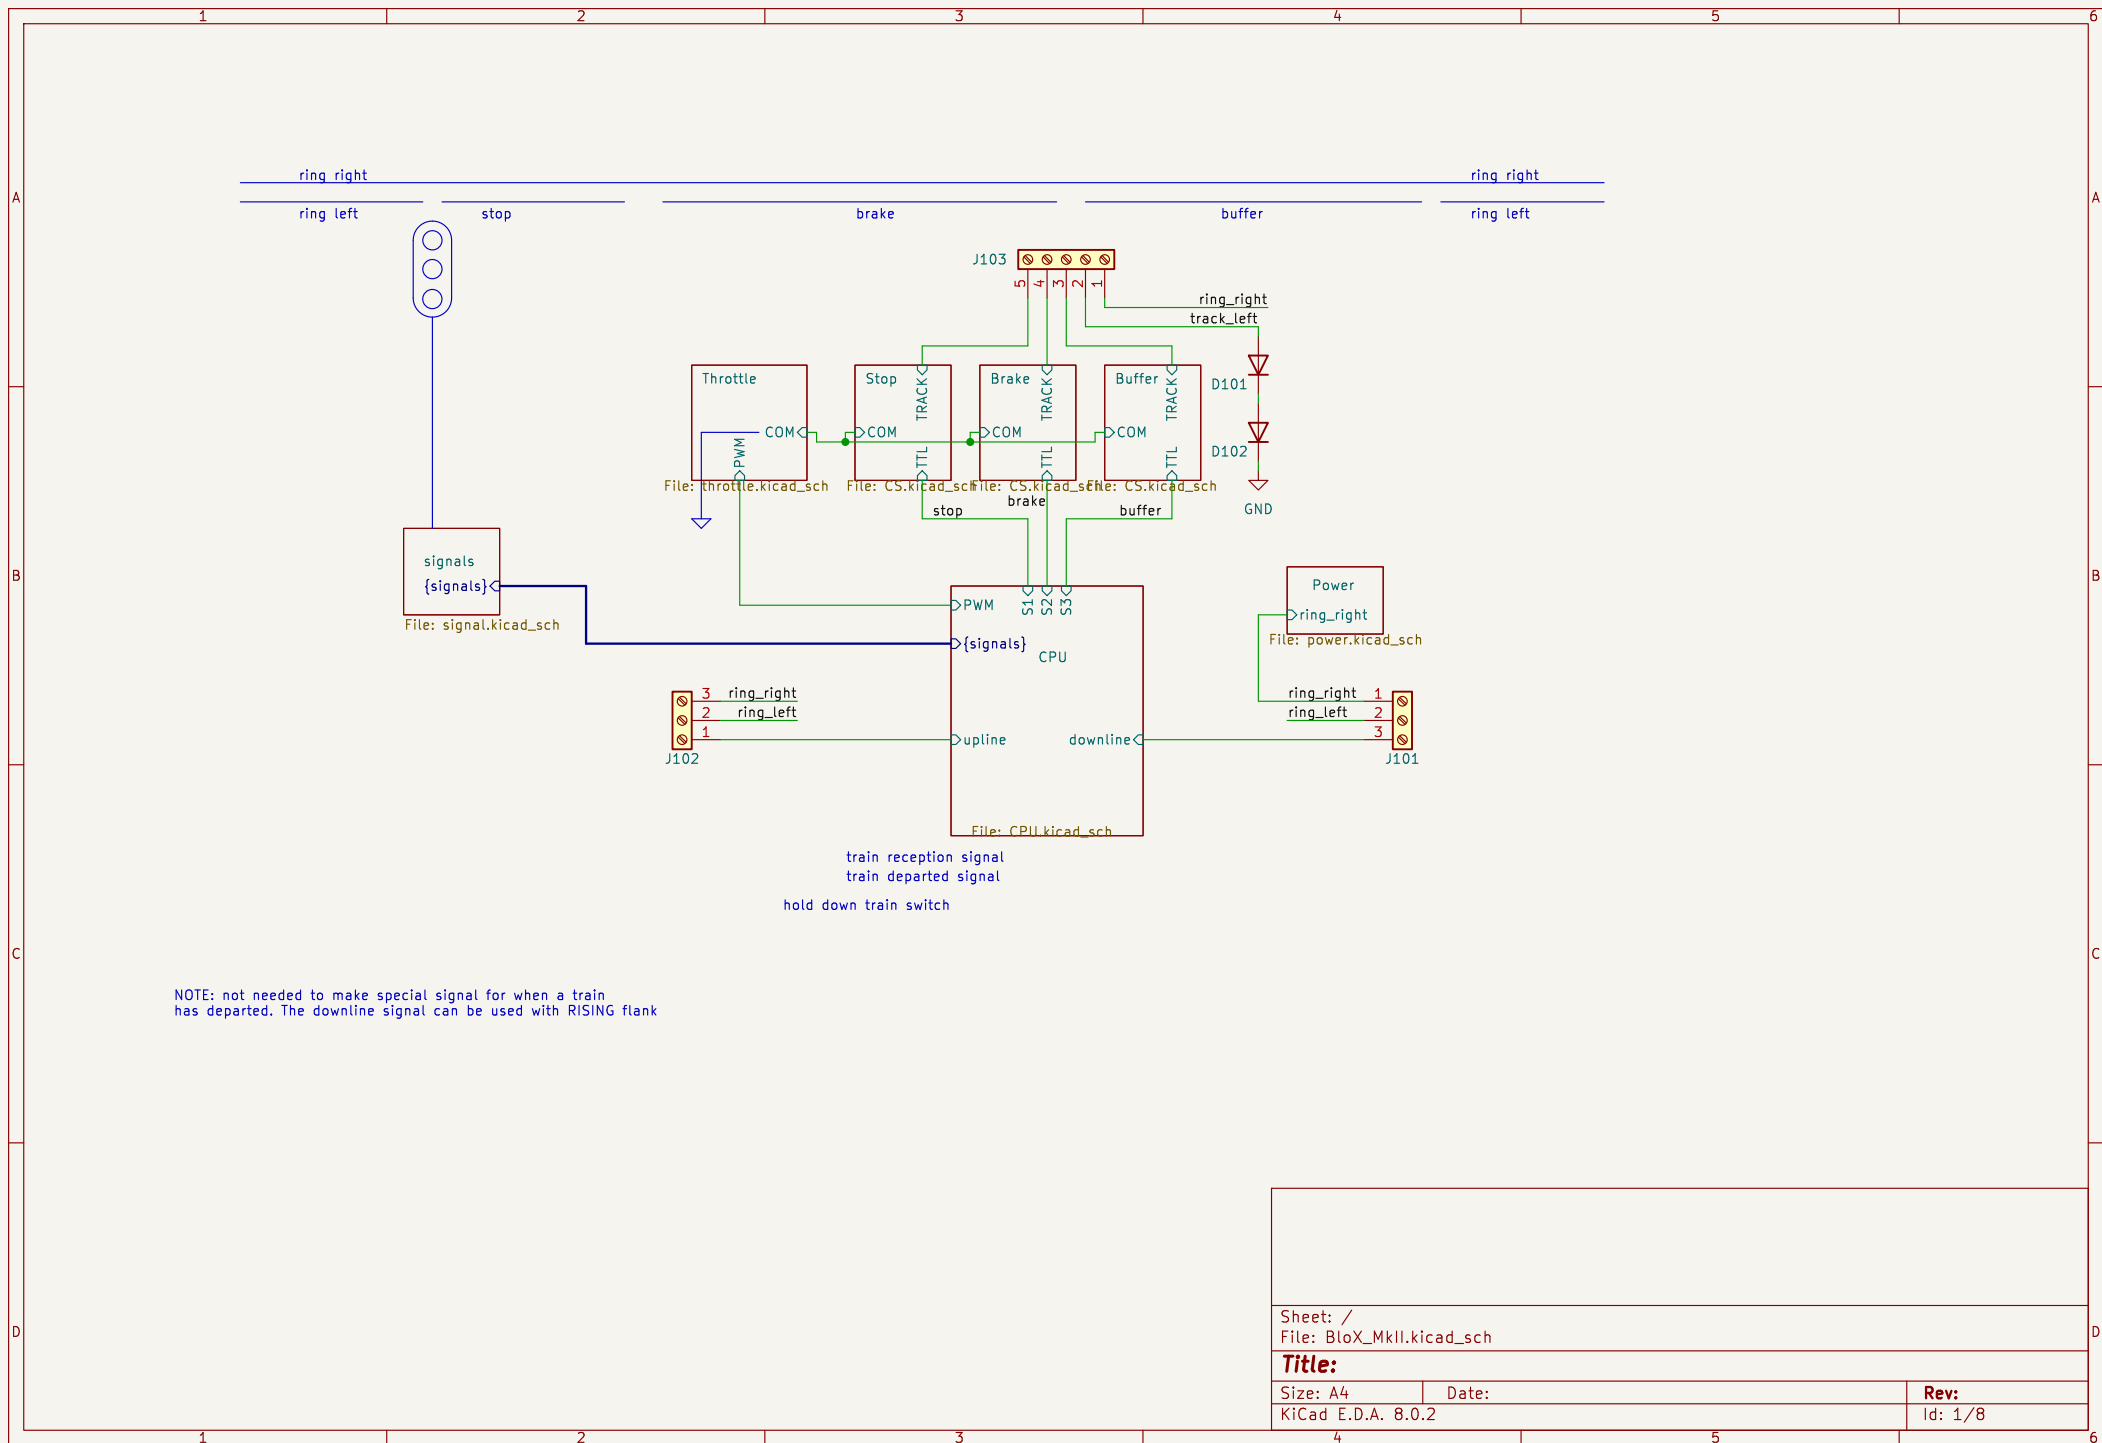 1 2 3 4 5 6
A A
ring right ring right
ring left stop brake buffer ring left
J103
5 4 3 2 1
ring_right
track_left
Throttle Stop TRACK Brake TRACK Buffer TRACK D101
COM COM COM COM
PWM TTL TTL TTL D102
File: throttle.kicad_sch File: CS.kicad_sch File: CS.kicad_sch File: CS.kicad_sch
brake
stop buffer GND
signals
{signals}
File: signal.kicad_sch
B B
Power
ring_right
File: power.kicad_sch
PWM S1 S2 S3
{signals}
CPU
3 ring_right
2 ring_left
1 upline downline
J102
ring_right 1
ring_left 2
3
J101
File: CPU.kicad_sch
train reception signal
train departed signal
hold down train switch
C C
NOTE: not needed to make special signal for when a train
has departed. The downline signal can be used with RISING flank
D D
Sheet: /
File: BloX_MkII.kicad_sch
Title:
Size: A4 Date: Rev:
KiCad E.D.A. 8.0.2 Id: 1/8
1 2 3 4 5 6